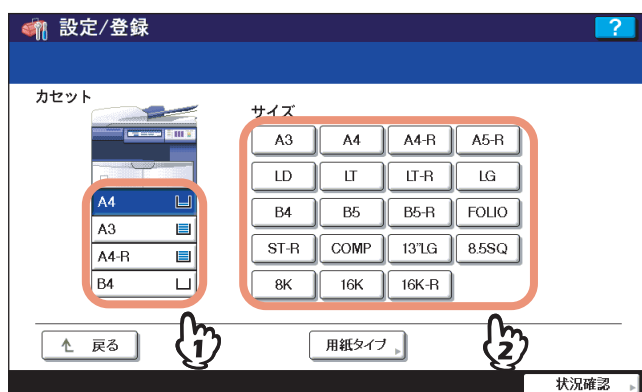 設定/登録 ?
カセット
サイズ
A3 A4 A4-R A5-R
LD LT LT-R LG
B4 B5 B5-R FOLIO
ST-R COMP 13"LG 8.5SQ
8K 16K 16K-R
A4
A3
A4-R
B4
戻る
1
用紙タイプ
2
状況確認